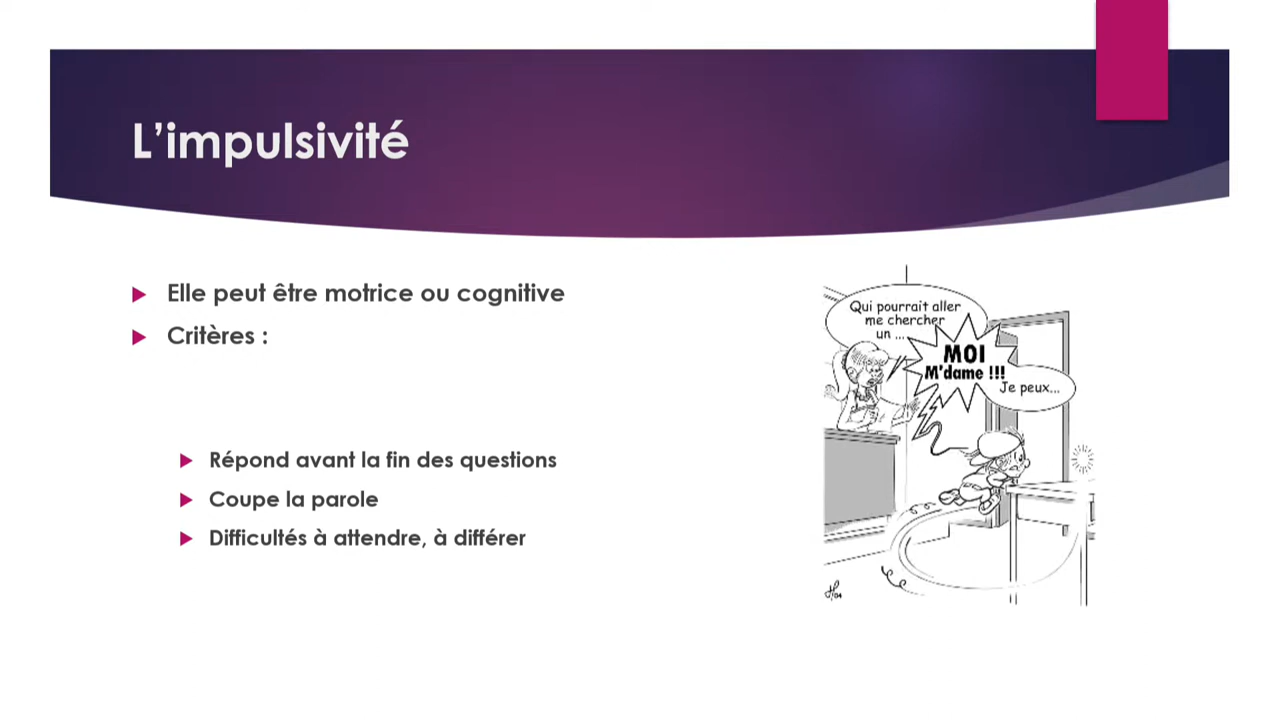 L’impulsivité
Elle peut être motrice ou cognitive
Critères :
Répond avant la fin des questions
Coupe la parole
Difficultés à attendre, à différer
Qui pourrait aller
me chercher
un ...
MOI
M'dame !!!
Je peux...